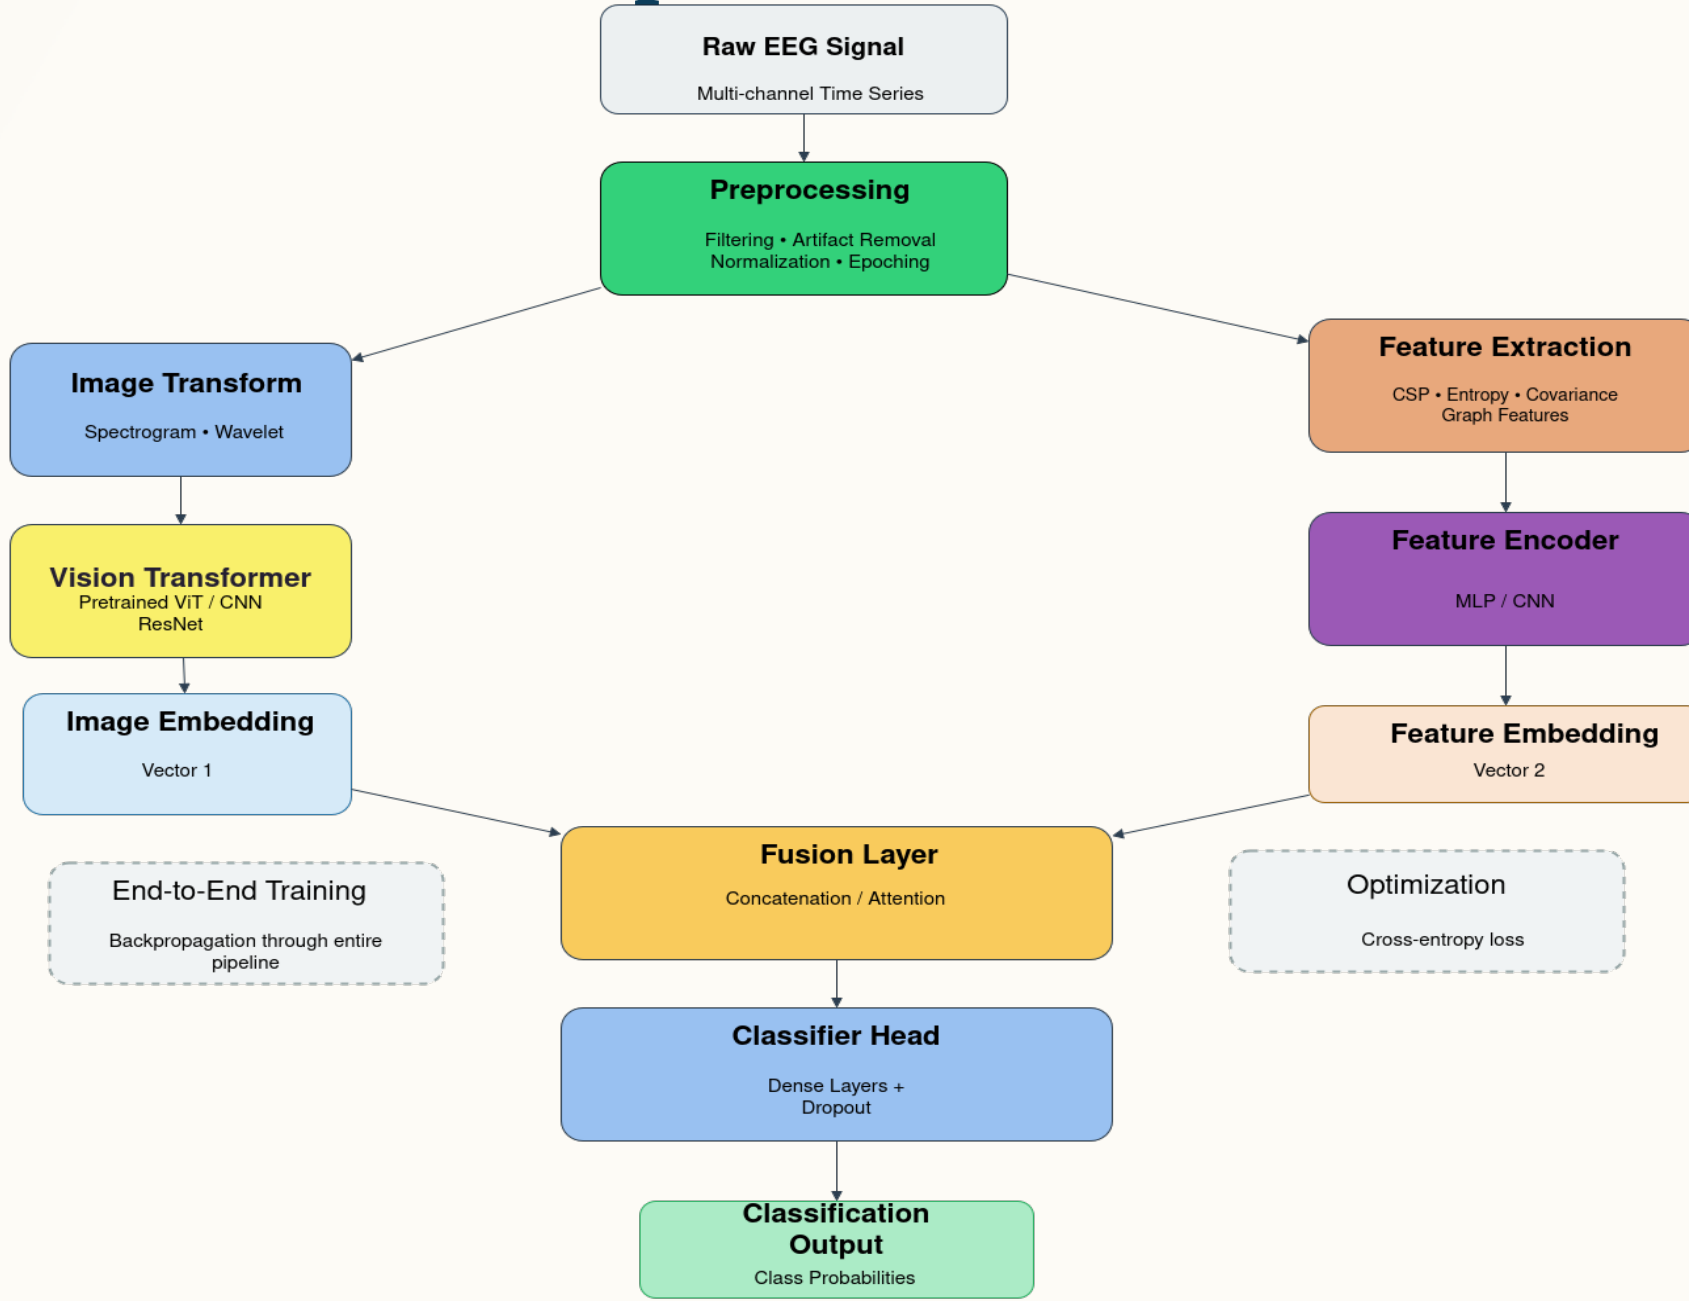 Raw EEG Signal
Multi-channel Time Series
Preprocessing
Filtering • Artifact Removal
Normalization • Epoching
Image Transform
Spectrogram • Wavelet
Feature Extraction
CSP • Entropy • Covariance
Graph Features
Vision Transformer
Pretrained ViT / CNN
ResNet
Feature Encoder
MLP / CNN
Image Embedding
Vector 1
Feature Embedding
Vector 2
Fusion Layer
Concatenation / Attention
End-to-End Training
Backpropagation through entire
pipeline
Optimization
Cross-entropy loss
Classifier Head
Dense Layers +
Dropout
Classification
Output
Class Probabilities